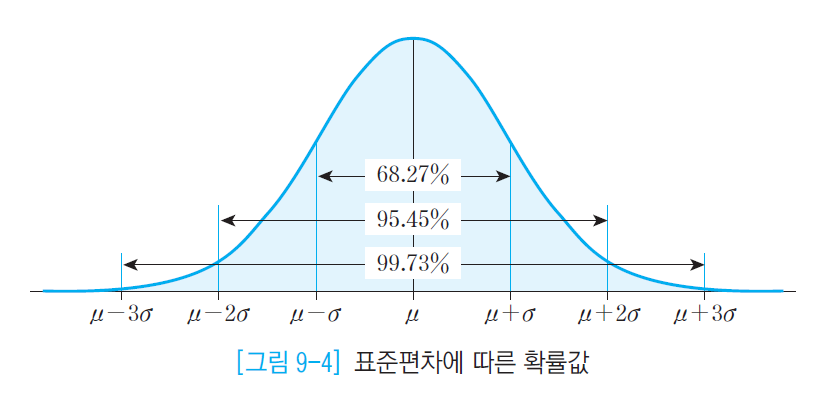 68.27%
95.45%
99.73%
μ−3σ μ−2σ μ−σ μ μ+σ μ+2σ μ+3σ
[그림 9-4] 표준편차에 따른 확률값